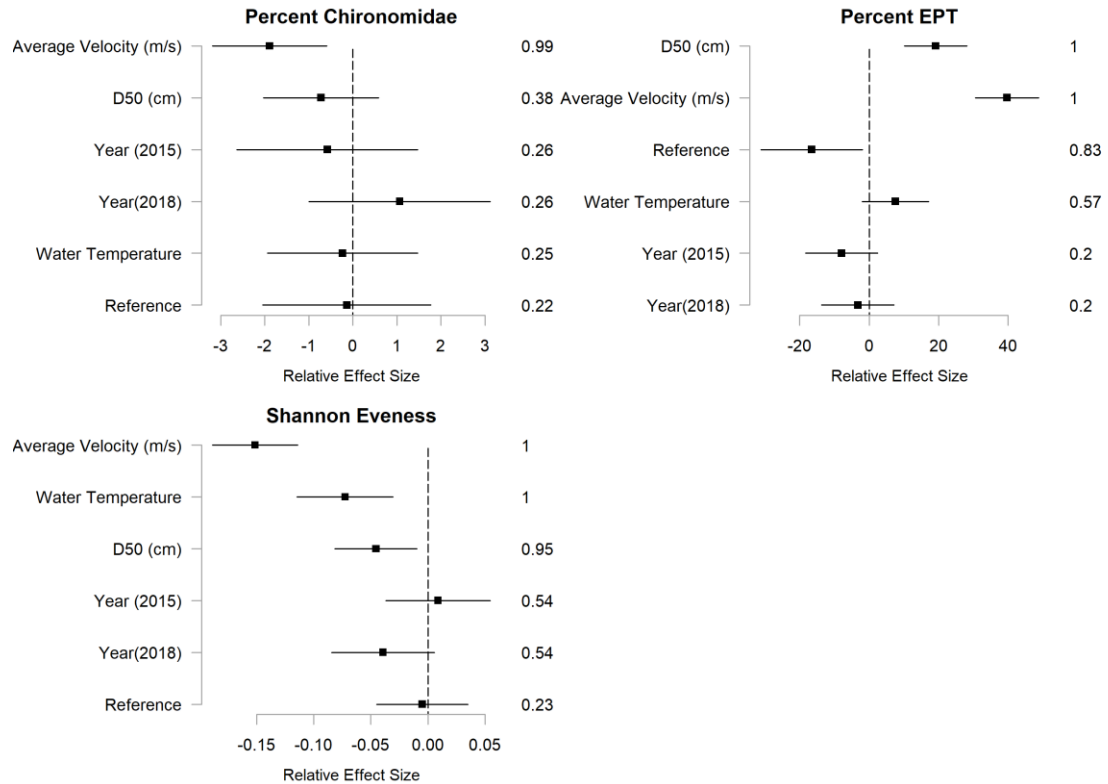 Percent Chironomidae
Average Velocity (m/s) 0.99
D50 (cm) 0.38
Year (2015) 0.26
Year(2018) 0.26
Water Temperature 0.25
Reference 0.22
-3 -2 -1 0 1 2 3
Relative Effect Size
Percent EPT
D50 (cm) 1
Average Velocity (m/s) 1
Reference 0.83
Water Temperature 0.57
Year (2015) 0.2
Year(2018) 0.2
-20 0 20 40
Relative Effect Size
Shannon Eveness
Average Velocity (m/s) 1
Water Temperature 1
D50 (cm) 0.95
Year (2015) 0.54
Year(2018) 0.54
Reference 0.23
-0.15 -0.10 -0.05 0.00 0.05
Relative Effect Size